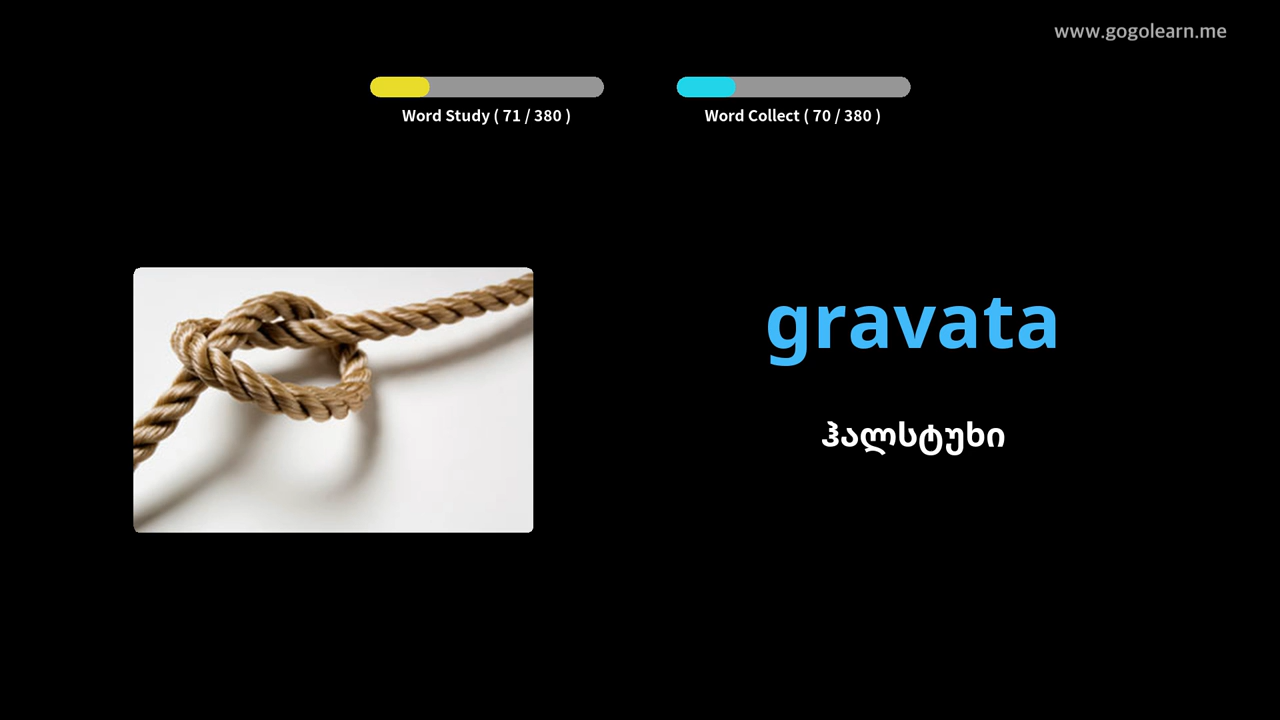 www.gogolearn.me
Word Study ( 71 / 380 )
Word Collect ( 70 / 380 )
gravata
ჰალსტუხი